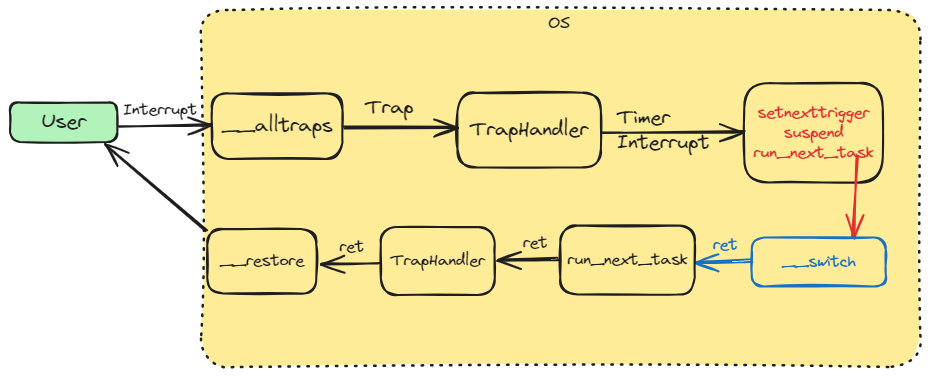 OS
User
Interrupt
__alltraps
Trap
TrapHandler
Timer
Interrupt
setnexttrigger
suspend
run_next_task
__switch
ret
run_next_task
ret
TrapHandler
ret
__restore